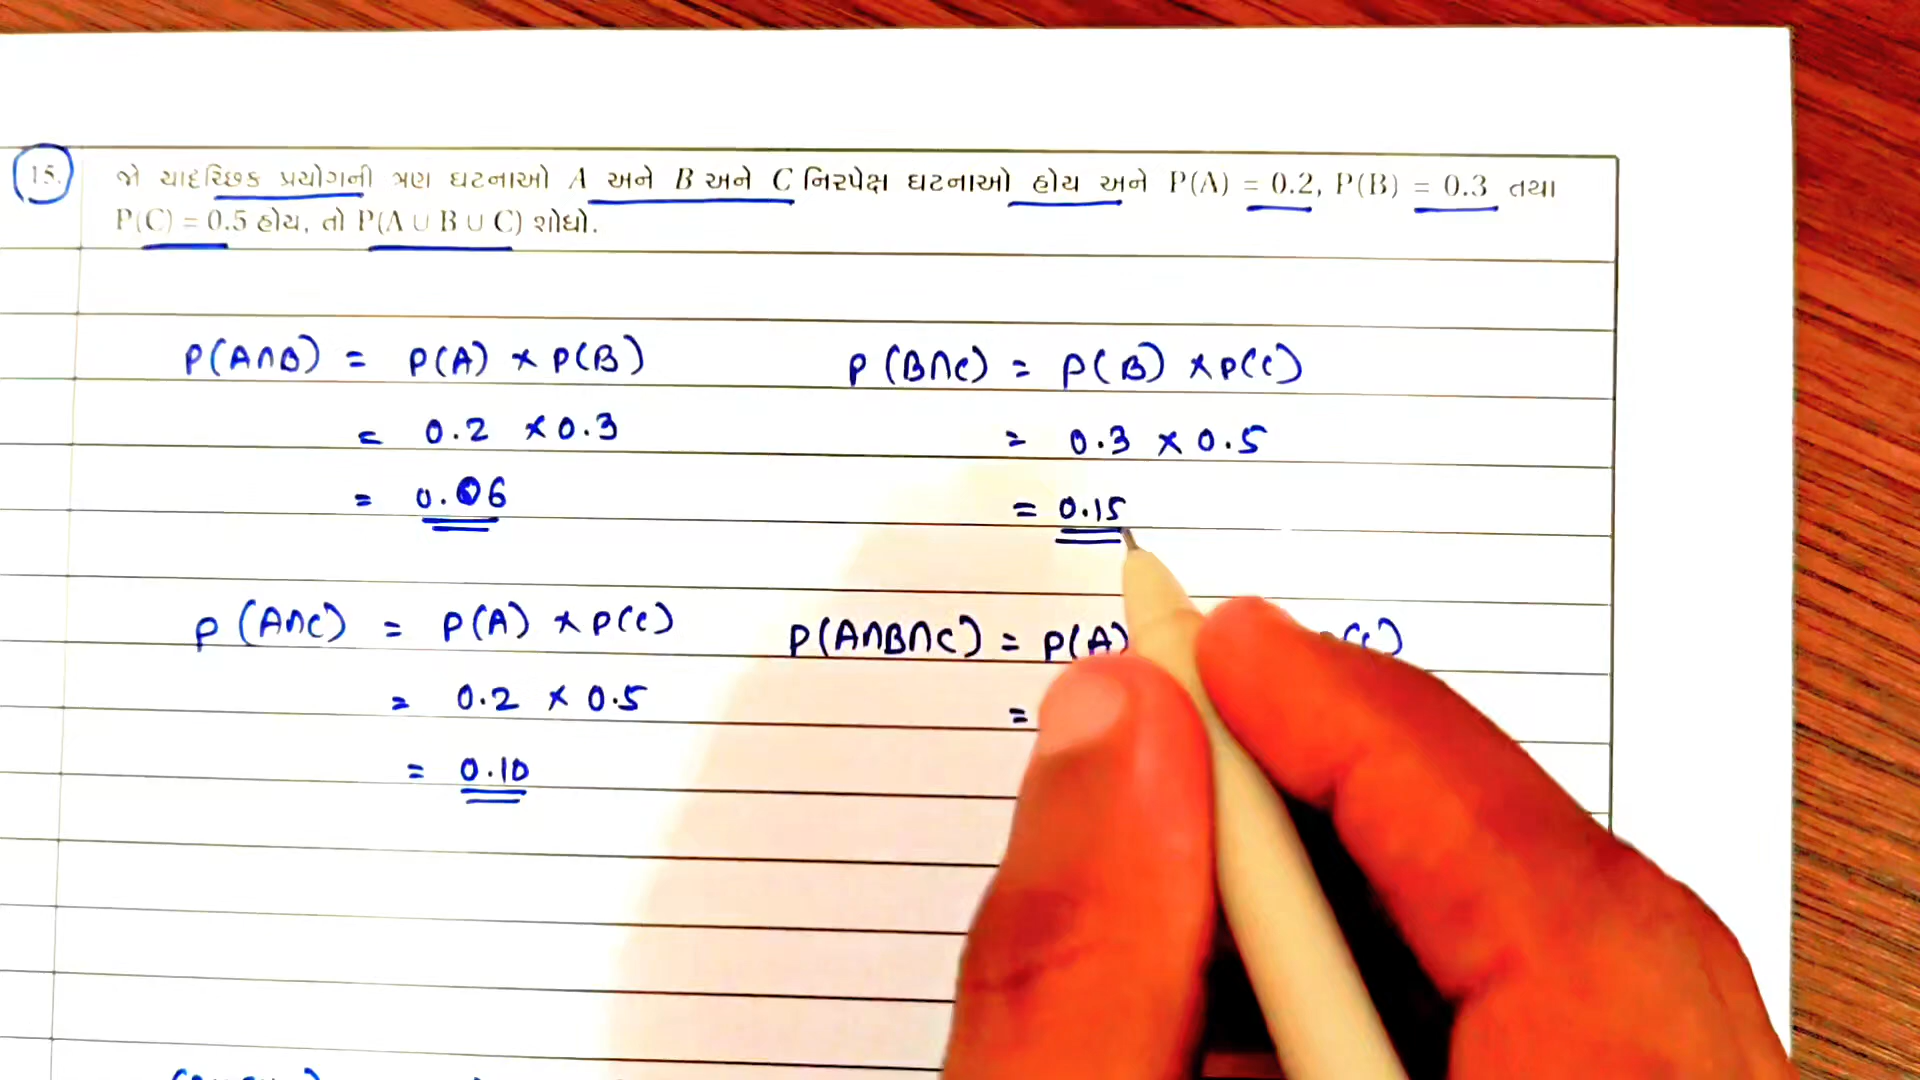 15. જો યાદૃચ્છિક પ્રયોગની ત્રણ ઘટનાઓ A અને B અને C નિરપેક્ષ ઘટનાઓ હોય અને P(A) = 0.2, P(B) = 0.3 તથા
P(C) = 0.5 હોય, તો P(A ∪ B ∪ C) શોધો.
P(A∩B) = P(A) × P(B)
= 0.2 × 0.3
= 0.06
P(B∩C) = P(B) × P(C)
= 0.3 × 0.5
= 0.15
P(A∩C) = P(A) × P(C)
= 0.2 × 0.5
= 0.10
P(A∩B∩C) = P(A)
=